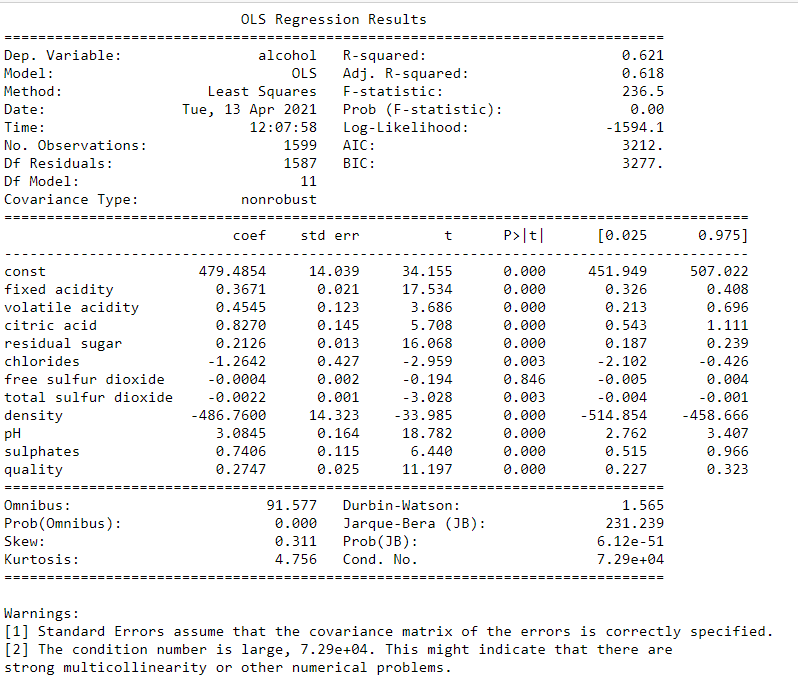 OLS Regression Results
==============================================================================
Dep. Variable: alcohol R-squared: 0.621
Model: OLS Adj. R-squared: 0.618
Method: Least Squares F-statistic: 236.5
Date: Tue, 13 Apr 2021 Prob (F-statistic): 0.00
Time: 12:07:58 Log-Likelihood: -1594.1
No. Observations: 1599 AIC: 3212.
Df Residuals: 1587 BIC: 3277.
Df Model: 11
Covariance Type: nonrobust
========================================================================================
coef std err t P>|t| [0.025 0.975]
----------------------------------------------------------------------------------------
const 479.4854 14.039 34.155 0.000 451.949 507.022
fixed acidity 0.3671 0.021 17.534 0.000 0.326 0.408
volatile acidity 0.4545 0.123 3.686 0.000 0.213 0.696
citric acid 0.8270 0.145 5.708 0.000 0.543 1.111
residual sugar 0.2126 0.013 16.068 0.000 0.187 0.239
chlorides -1.2642 0.427 -2.959 0.003 -2.102 -0.426
free sulfur dioxide -0.0004 0.002 -0.194 0.846 -0.005 0.004
total sulfur dioxide -0.0022 0.001 -3.028 0.003 -0.004 -0.001
density -486.7600 14.323 -33.985 0.000 -514.854 -458.666
pH 3.0845 0.164 18.782 0.000 2.762 3.407
sulphates 0.7406 0.115 6.440 0.000 0.515 0.966
quality 0.2747 0.025 11.197 0.000 0.227 0.323
==============================================================================
Omnibus: 91.577 Durbin-Watson: 1.565
Prob(Omnibus): 0.000 Jarque-Bera (JB): 231.239
Skew: 0.311 Prob(JB): 6.12e-51
Kurtosis: 4.756 Cond. No. 7.29e+04
==============================================================================
Warnings:
[1] Standard Errors assume that the covariance matrix of the errors is correctly specified.
[2] The condition number is large, 7.29e+04. This might indicate that there are
strong multicollinearity or other numerical problems.